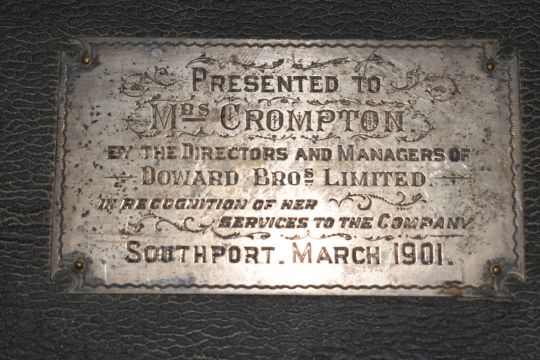 PRESENTED TO
MRS CROMPTON
BY THE DIRECTORS AND MANAGERS OF
DOWARD BROS LIMITED
IN RECOGNITION OF HER
SERVICES TO THE COMPANY
SOUTHPORT. MARCH 1901.